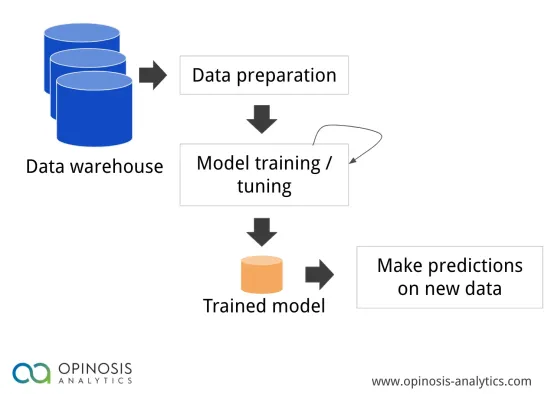 Data preparation
Data warehouse
Model training /
tuning
Trained model
Make predictions
on new data
OPINOSIS
ANALYTICS
www.opinosis-analytics.com